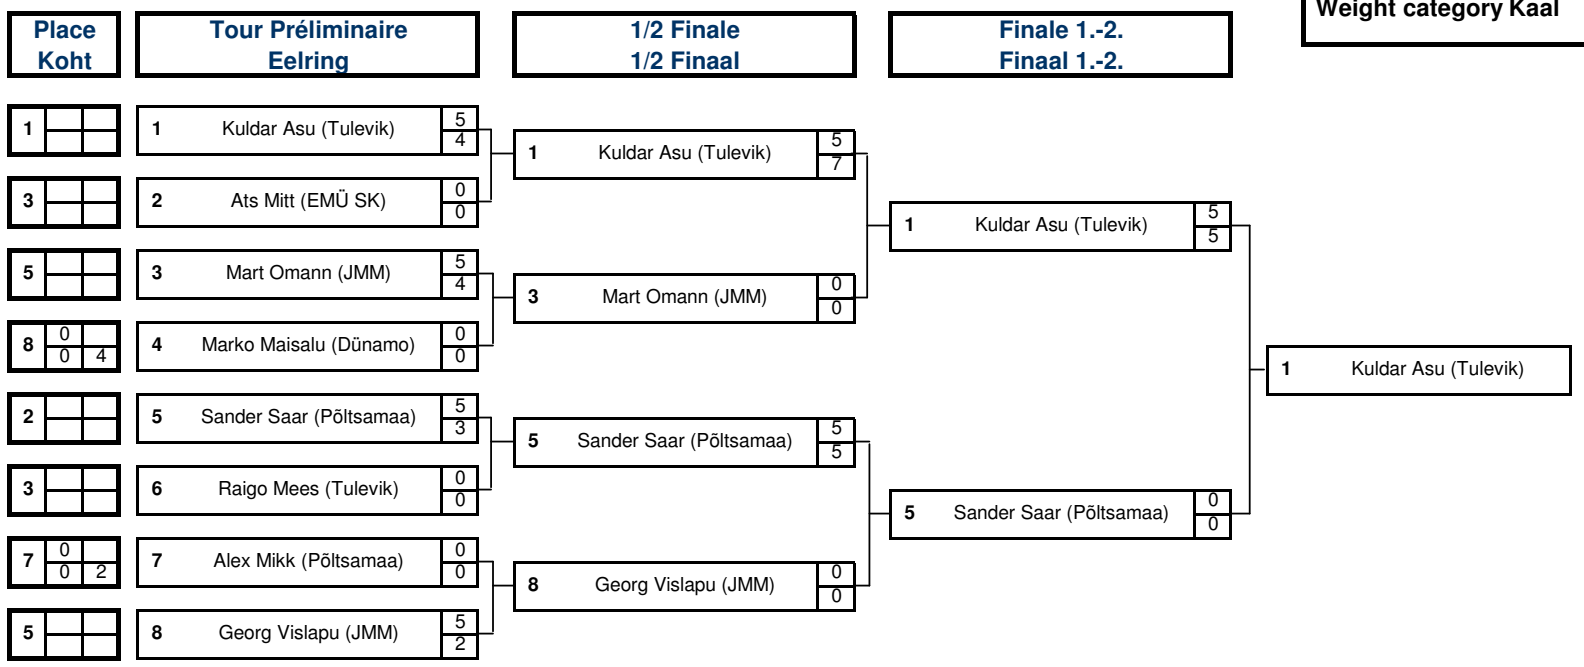 Weight category Kaal
Place Tour Préliminaire 1/2 Finale Finale 1.-2.
Koht Eelring 1/2 Finaal Finaal 1.-2.
1 1 Kuldar Asu (Tulevik) 5
4
1 Kuldar Asu (Tulevik) 5
7
3 2 Ats Mitt (EMÜ SK) 0
0
1 Kuldar Asu (Tulevik) 5
5
5 3 Mart Omann (JMM) 5
4
3 Mart Omann (JMM) 0
0
8 0 4 Marko Maisalu (Dünamo) 0
0 4 0
1 Kuldar Asu (Tulevik)
2 5 Sander Saar (Põltsamaa) 5
3
5 Sander Saar (Põltsamaa) 5
5
3 6 Raigo Mees (Tulevik) 0
0
5 Sander Saar (Põltsamaa) 0
0
7 0 7 Alex Mikk (Põltsamaa) 0
0 2 0
8 Georg Vislapu (JMM) 0
0
5 8 Georg Vislapu (JMM) 5
2